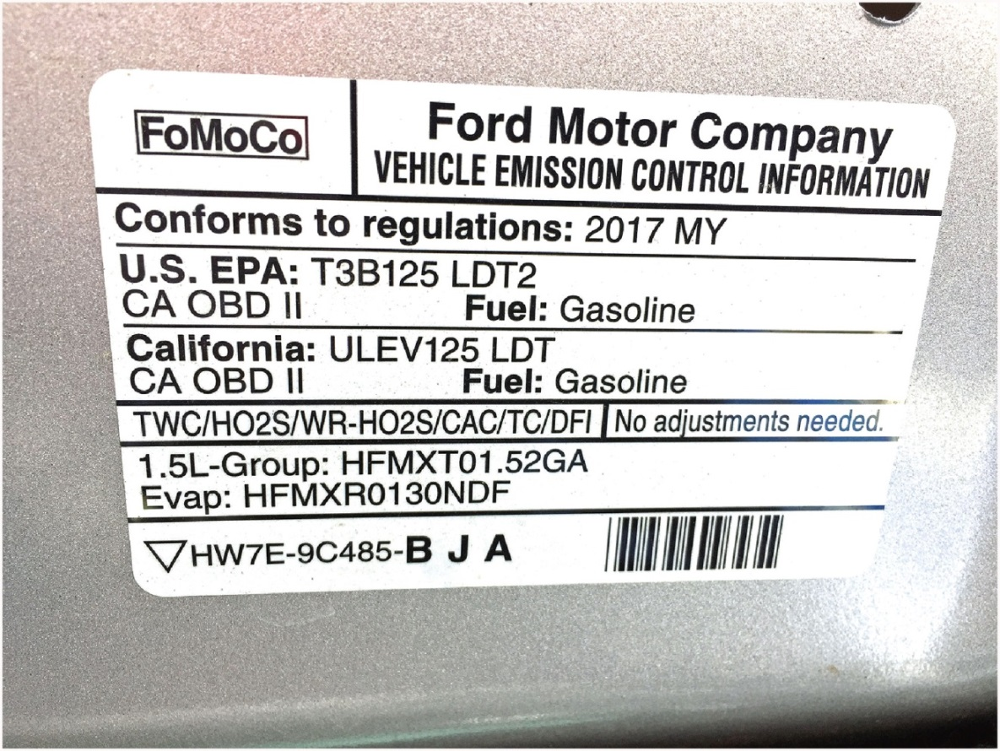 FoMoCo
Ford Motor Company
VEHICLE EMISSION CONTROL INFORMATION
Conforms to regulations: 2017 MY
U.S. EPA: T3B125 LDT2
CA OBD II Fuel: Gasoline
California: ULEV125 LDT
CA OBD II Fuel: Gasoline
TWC/HO2S/WR-HO2S/CAC/TC/DFI No adjustments needed.
1.5L-Group: HFMXT01.52GA
Evap: HFMXR0130NDF
HW7E-9C485-B J A